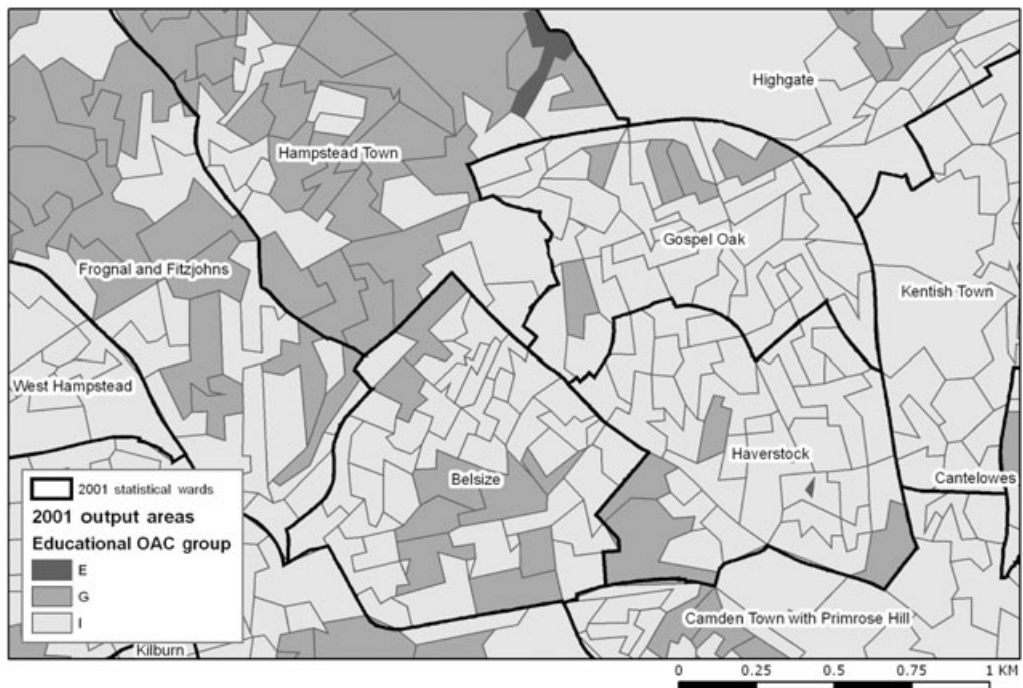 Highgate
Hampstead Town
Gospel Oak
Frognal and Fitzjohns
Kentish Town
West Hampstead
Haverstock
Belsize
Cantelowes
2001 statistical wards
2001 output areas
Educational OAC group
E
G
I
Camden Town with Primrose Hill
Kilburn
0 0.25 0.5 0.75 1 KM